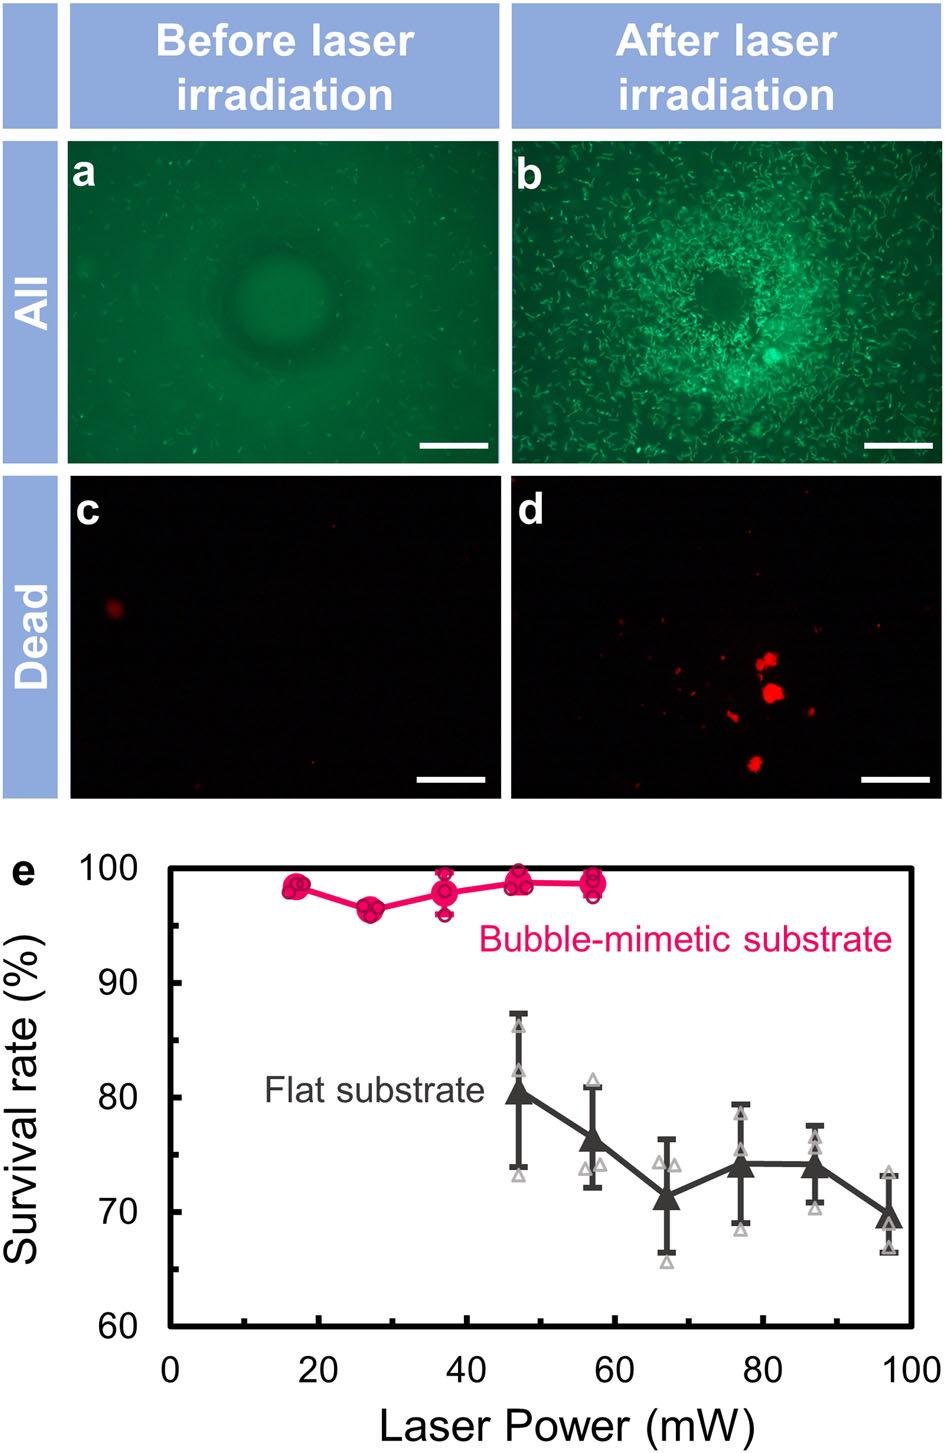 Before laser
irradiation
After laser
irradiation
All
a
b
Dead
c
d
e
100
90
80
70
60
Survival rate (%)
Bubble-mimetic substrate
Flat substrate
0
20
40
60
80
100
Laser Power (mW)